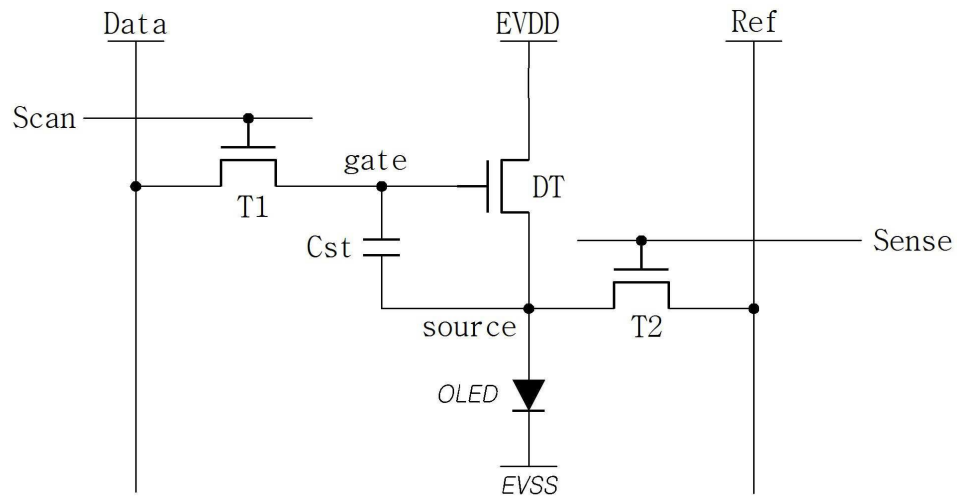 Data
EVDD
Ref
Scan
gate
T1
DT
Cst
Sense
source
T2
OLED
EVSS